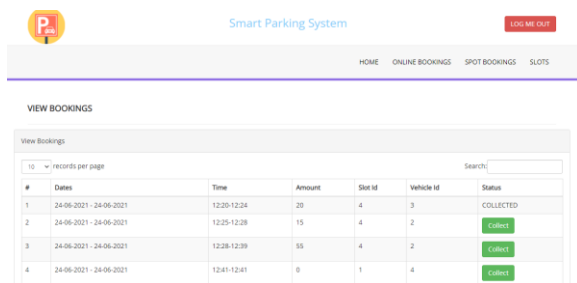 P
Smart Parking System
LOG ME OUT
HOME ONLINE BOOKINGS SPOT BOOKINGS SLOTS
VIEW BOOKINGS
View Bookings
10 records per page Search:
# Dates Time Amount Slot Id Vehicle Id Status
1 24-06-2021 - 24-06-2021 12:20-12:24 20 4 3 COLLECTED
2 24-06-2021 - 24-06-2021 12:25-12:28 15 4 2 Collect
3 24-06-2021 - 24-06-2021 12:28-12:39 55 4 2 Collect
4 24-06-2021 - 24-06-2021 12:41-12:41 0 1 4 Collect